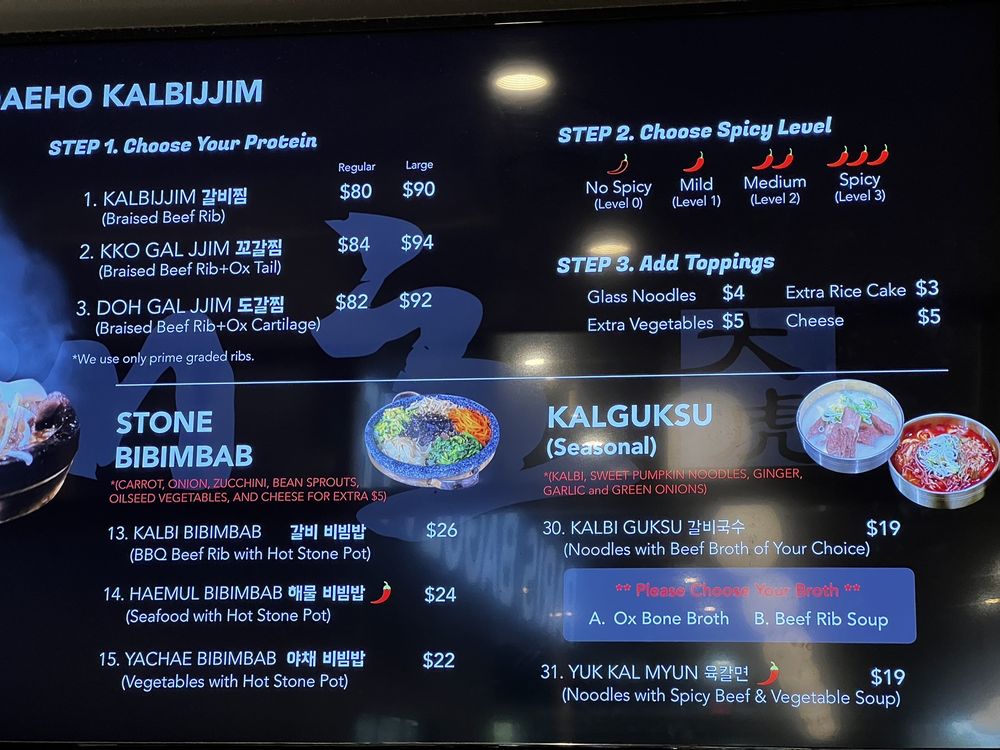 DAEHO KALBIJJIM
STEP 1. Choose Your Protein
Regular Large
1. KALBIJJIM 갈비찜 $80 $90
(Braised Beef Rib)
2. KKO GAL JJIM 꼬갈찜 $84 $94
(Braised Beef Rib+Ox Tail)
3. DOH GAL JJIM 도갈찜 $82 $92
(Braised Beef Rib+Ox Cartilage)
*We use only prime graded ribs.
STEP 2. Choose Spicy Level
No Spicy Mild Medium Spicy
(Level 0) (Level 1) (Level 2) (Level 3)
STEP 3. Add Toppings
Glass Noodles $4 Extra Rice Cake $3
Extra Vegetables $5 Cheese $5
大
虎
STONE
BIBIMBAB
*(CARROT, ONION, ZUCCHINI, BEAN SPROUTS,
OILSEED VEGETABLES, AND CHEESE FOR EXTRA $5)
13. KALBI BIBIMBAB 갈비 비빔밥 $26
(BBQ Beef Rib with Hot Stone Pot)
14. HAEMUL BIBIMBAB 해물 비빔밥 $24
(Seafood with Hot Stone Pot)
15. YACHAE BIBIMBAB 야채 비빔밥 $22
(Vegetables with Hot Stone Pot)
KALGUKSU
(Seasonal)
*(KALBI, SWEET PUMPKIN NOODLES, GINGER,
GARLIC and GREEN ONIONS)
30. KALBI GUKSU 갈비국수 $19
(Noodles with Beef Broth of Your Choice)
** Please Choose Your Broth **
A. Ox Bone Broth B. Beef Rib Soup
31. YUK KAL MYUN 육갈면 $19
(Noodles with Spicy Beef & Vegetable Soup)